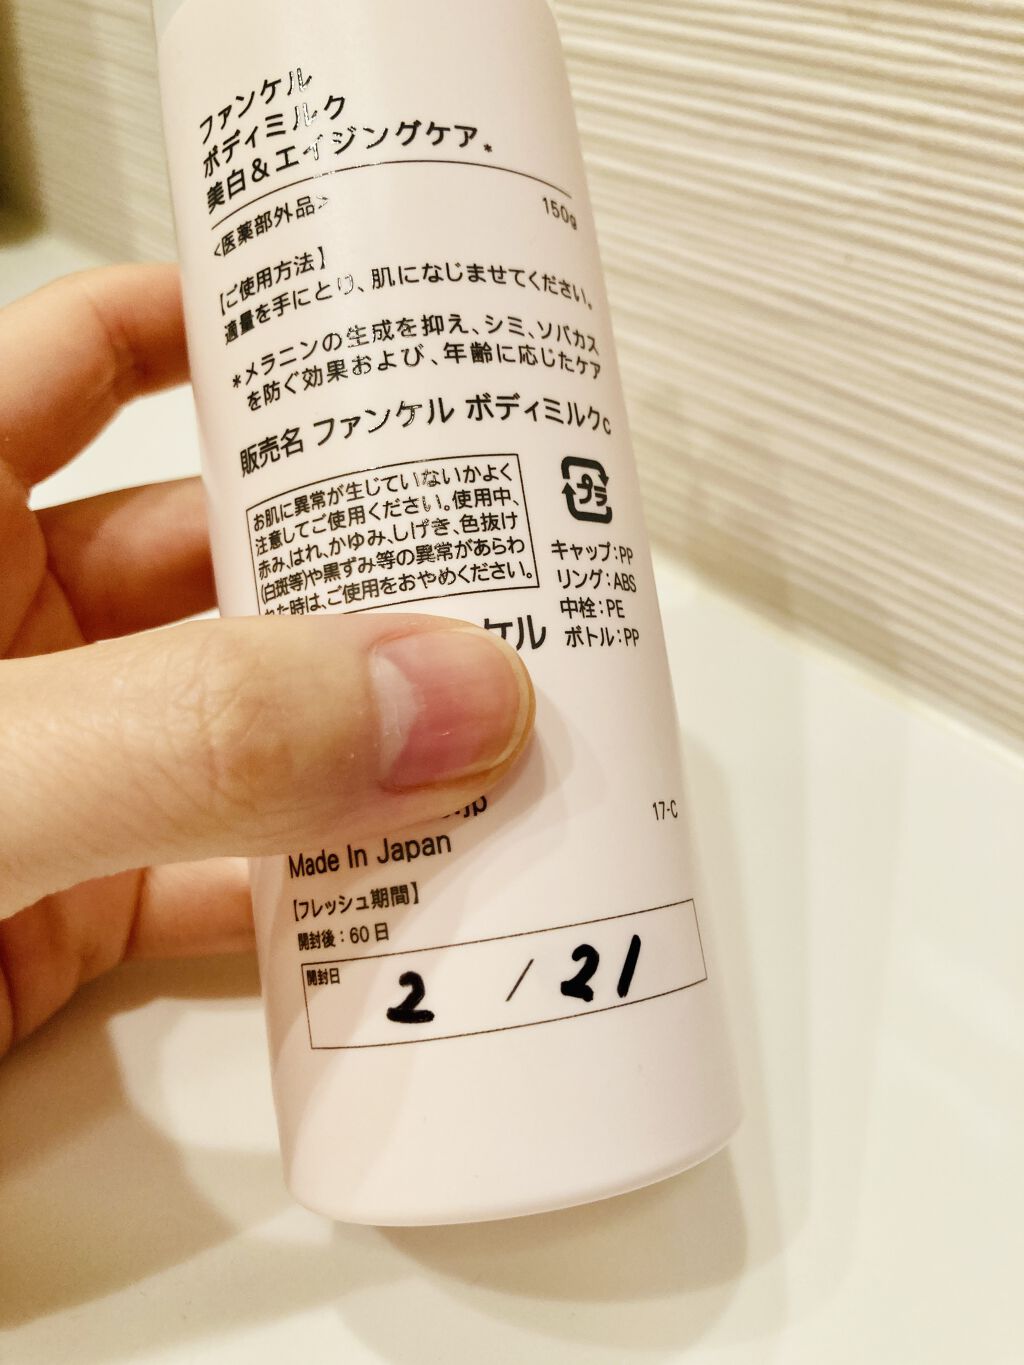 ファンケル
ボディミルク
美白&エイジングケア*
<医薬部外品>
150g
【ご使用方法】
適量を手にとり、肌になじませてください。
*メラニンの生成を抑え、シミ、ソバカス
を防ぐ効果および、年齢に応じたケア
販売名 ファンケル ボディミルクc
お肌に異常が生じていないかよく
注意してご使用ください。使用中、
赤み、はれ、かゆみ、しげき、色抜け
(白斑等)や黒ずみ等の異常があらわ
れた時は、ご使用をおやめください。
プラ
キャップ:PP
リング:ABS
中栓:PE
ボトル:PP
ケル
.jp
17-C
Made In Japan
【フレッシュ期間】
開封後:60日
開封日
2 / 21